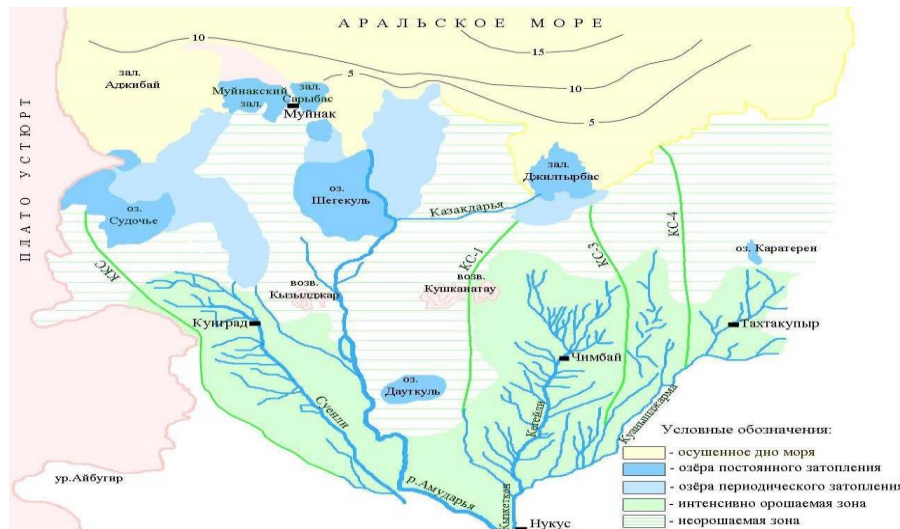 АРАЛЬСКОЕ МОРЕ
10
15
зал.
Аджибай
Муйнакский
зал.
зал.
Сарыбас
Муйнак
5
10
5
ПЛАТО УСТЮРТ
зал.
Джилтырбас
оз.
Шегекуль
оз.
Судочье
Казакдарья
КС-4
КС-3
КС-1
ККС
оз. Каратерен
возв.
Кызылджар
возв.
Кушканатау
Кунград
Тахтакупыр
Чимбай
оз.
Дауткуль
Суенли
Кегейли
Куанышджарма
ур.Айбугир
р.Амударья
Кызкеткен
Нукус
Условные обозначения:
- осушенное дно моря
- озёра постоянного затопления
- озёра периодического затопления
- интенсивно орошаемая зона
- неорошаемая зона